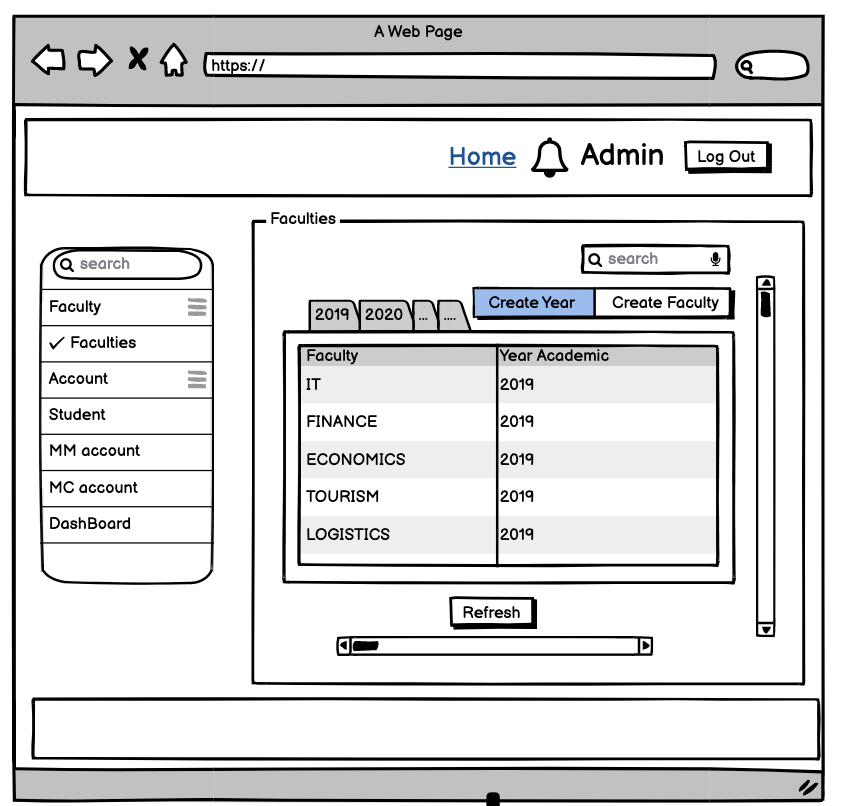 A Web Page
https://
Home Admin Log Out
Faculties
search
Faculty
✓ Faculties
Account
Student
MM account
MC account
DashBoard
search
Create Year Create Faculty
2019 2020 ... ....
Faculty Year Academic
IT 2019
FINANCE 2019
ECONOMICS 2019
TOURISM 2019
LOGISTICS 2019
Refresh